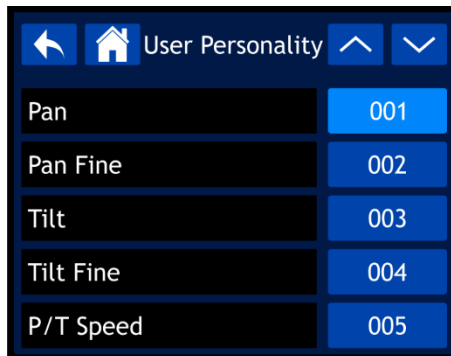 User Personality
Pan 001
Pan Fine 002
Tilt 003
Tilt Fine 004
P/T Speed 005